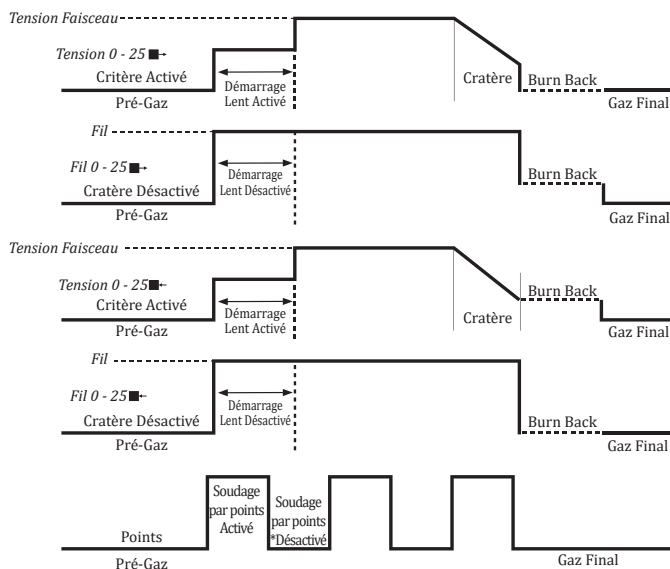 Tension Faisceau
Tension 0 - 25
Critère Activé
Pré-Gaz
Démarrage
Lent Activé
Cratère
Burn Back
Gaz Final
Fil
Fil 0 - 25
Cratère Désactivé
Pré-Gaz
Démarrage
Lent Désactivé
Burn Back
Gaz Final
Tension Faisceau
Tension 0 - 25
Critère Activé
Pré-Gaz
Démarrage
Lent Activé
Cratère
Burn Back
Gaz Final
Fil
Fil 0 - 25
Cratère Désactivé
Pré-Gaz
Démarrage
Lent Désactivé
Burn Back
Gaz Final
Points
Pré-Gaz
Soudage
par points
Activé
Soudage
par points
*Désactivé
Gaz Final